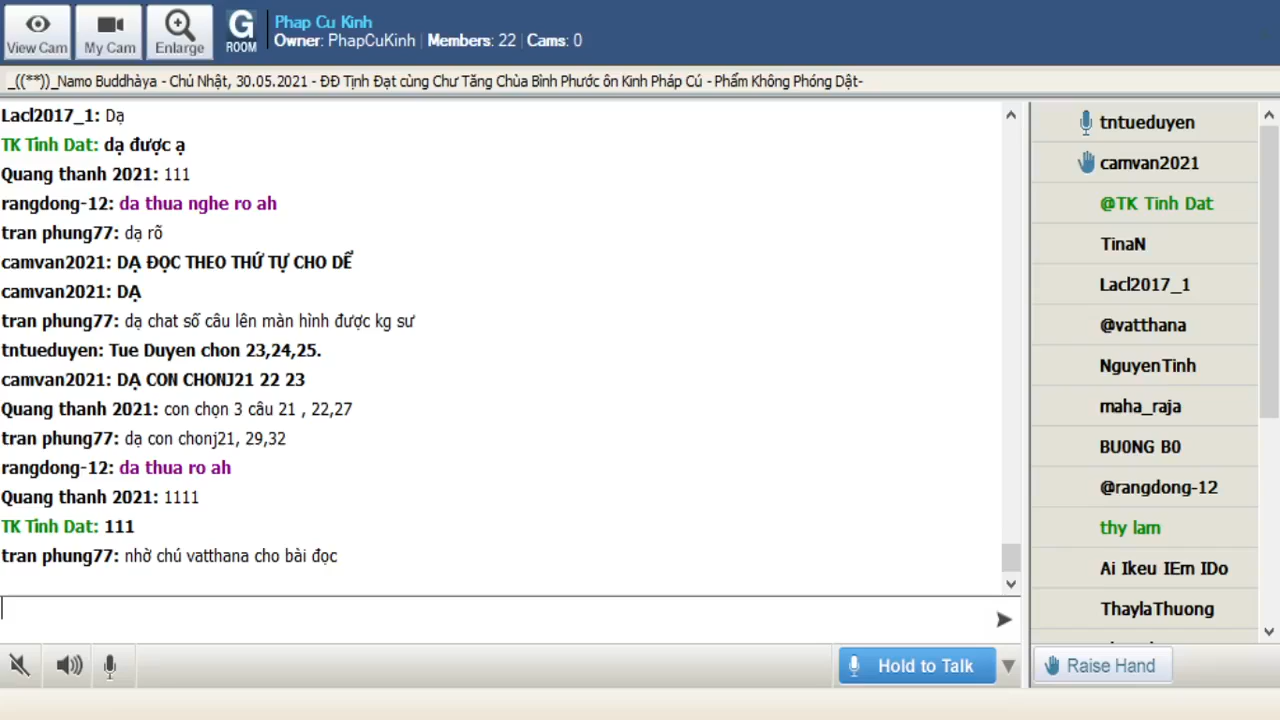 View Cam
My Cam
Enlarge
G
ROOM
Phap Cu Kinh
Owner: PhapCuKinh | Members: 22 | Cams: 0
_((**))_Namo Buddhàya - Chủ Nhật, 30.05.2021 - ĐĐ Tịnh Đạt cùng Chư Tăng Chùa Bình Phước ôn Kinh Pháp Cú - Phẩm Không Phóng Dật-
Lacl2017_1: Dạ
TK Tinh Dat: dạ được ạ
Quang thanh 2021: 111
rangdong-12: da thua nghe ro ah
tran phung77: dạ rõ
camvan2021: DẠ ĐỌC THEO THỨ TỰ CHO DỂ
camvan2021: DẠ
tran phung77: dạ chat số câu lên màn hình được kg sư
tntueduyen: Tue Duyen chon 23,24,25.
camvan2021: DẠ CON CHONJ21 22 23
Quang thanh 2021: con chọn 3 câu 21 , 22,27
tran phung77: dạ con chonj21, 29,32
rangdong-12: da thua ro ah
Quang thanh 2021: 1111
TK Tinh Dat: 111
tran phung77: nhờ chú vatthana cho bài đọc
tntueduyen
camvan2021
@TK Tinh Dat
TinaN
Lacl2017_1
@vatthana
NguyenTinh
maha_raja
BU0NG B0
@rangdong-12
thy lam
Ai Ikeu IEm IDo
ThaylaThuong
Hold to Talk
Raise Hand